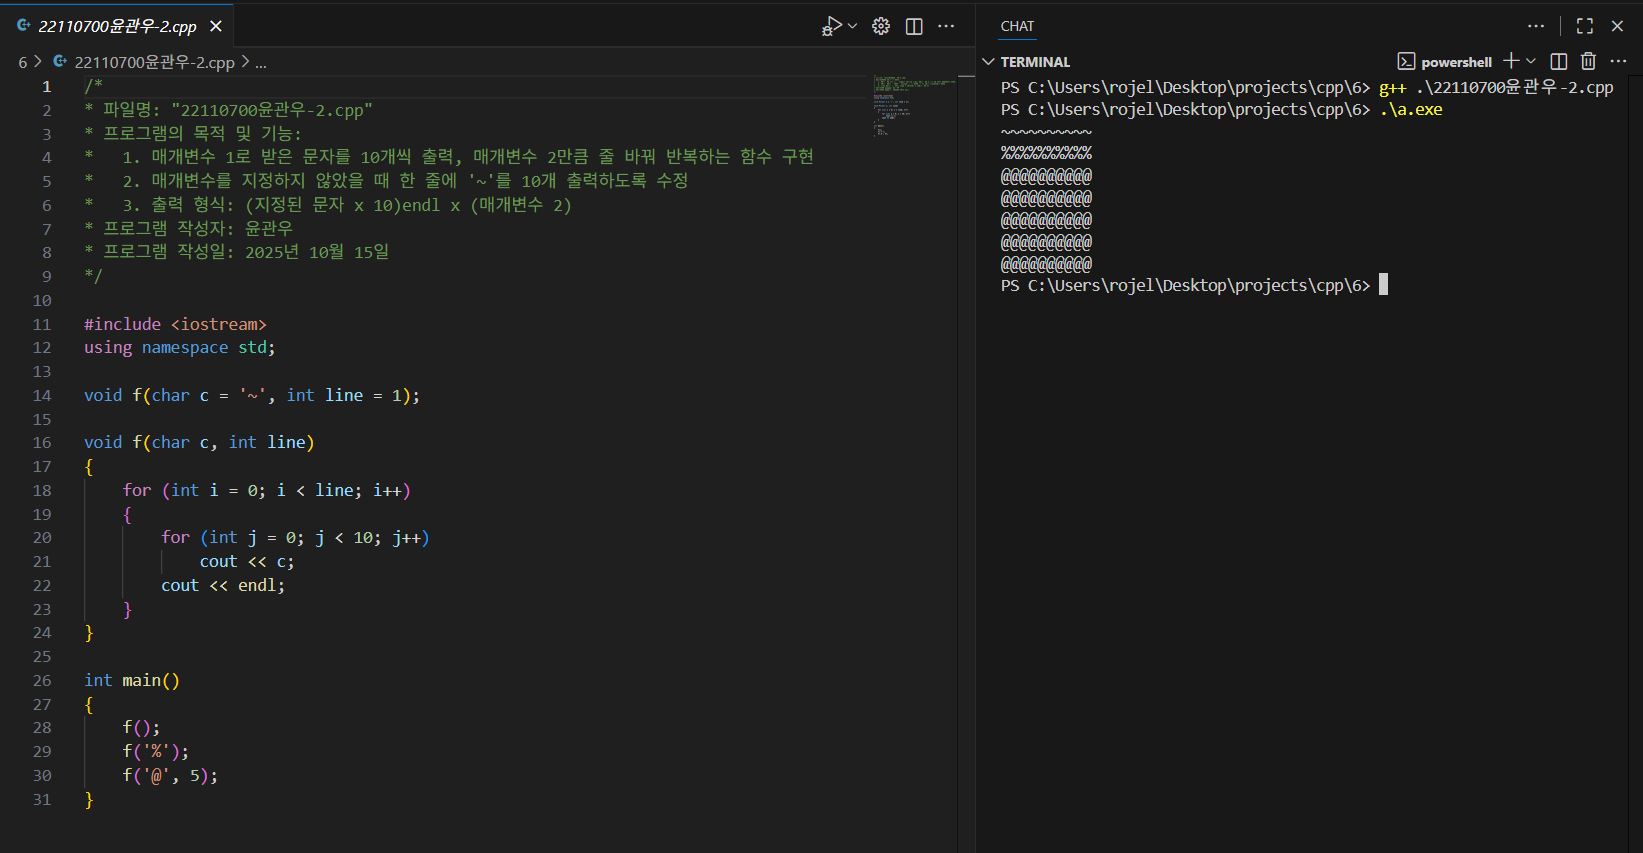 22110700윤관우-2.cpp
6 > 22110700윤관우-2.cpp > ...
1 /*
2 * 파일명: "22110700윤관우-2.cpp"
3 * 프로그램의 목적 및 기능:
4 *   1. 매개변수 1로 받은 문자를 10개씩 출력, 매개변수 2만큼 줄 바꿔 반복하는 함수 구현
5 *   2. 매개변수를 지정하지 않았을 때 한 줄에 '~'를 10개 출력하도록 수정
6 *   3. 출력 형식: (지정된 문자 x 10)endl x (매개변수 2)
7 * 프로그램 작성자: 윤관우
8 * 프로그램 작성일: 2025년 10월 15일
9 */
10
11 #include <iostream>
12 using namespace std;
13
14 void f(char c = '~', int line = 1);
15
16 void f(char c, int line)
17 {
18     for (int i = 0; i < line; i++)
19     {
20         for (int j = 0; j < 10; j++)
21             cout << c;
22         cout << endl;
23     }
24 }
25
26 int main()
27 {
28     f();
29     f('%');
30     f('@', 5);
31 }
CHAT
TERMINAL
powershell
PS C:\Users\rojel\Desktop\projects\cpp\6> g++ .\22110700윤관우-2.cpp
PS C:\Users\rojel\Desktop\projects\cpp\6> .\a.exe
~~~~~~~~~~
%%%%%%%%%%
@@@@@@@@@@
@@@@@@@@@@
@@@@@@@@@@
@@@@@@@@@@
@@@@@@@@@@
PS C:\Users\rojel\Desktop\projects\cpp\6>